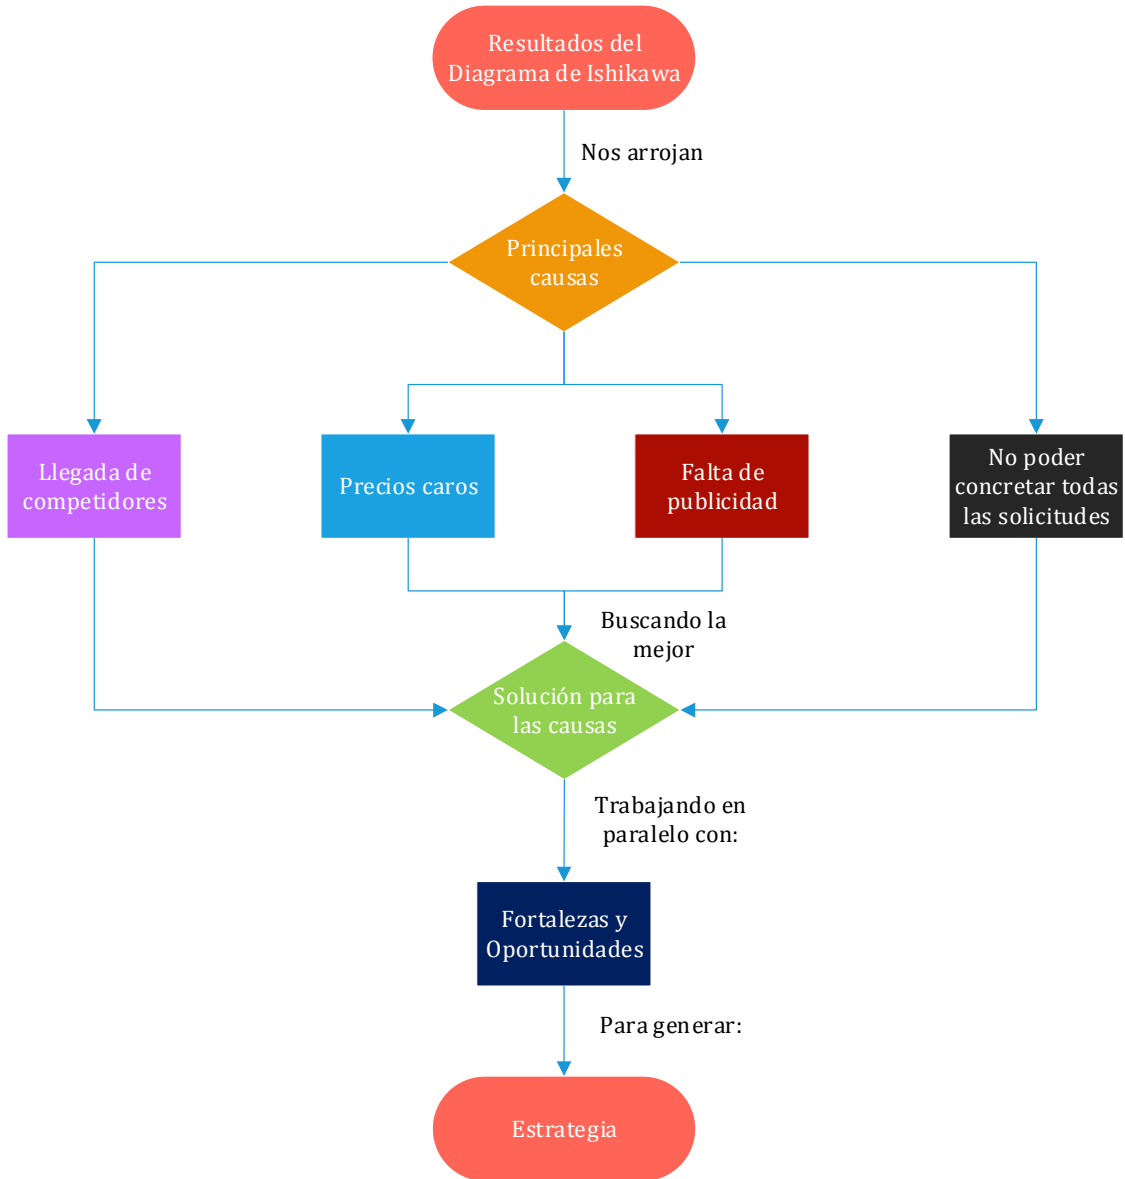 Resultados del
Diagrama de Ishikawa
Nos arrojan
Principales
causas
Llegada de
competidores
Precios caros
Falta de
publicidad
No poder
concretar todas
las solicitudes
Buscando la
mejor
Solución para
las causas
Trabajando en
paralelo con:
Fortalezas y
Oportunidades
Para generar:
Estrategia